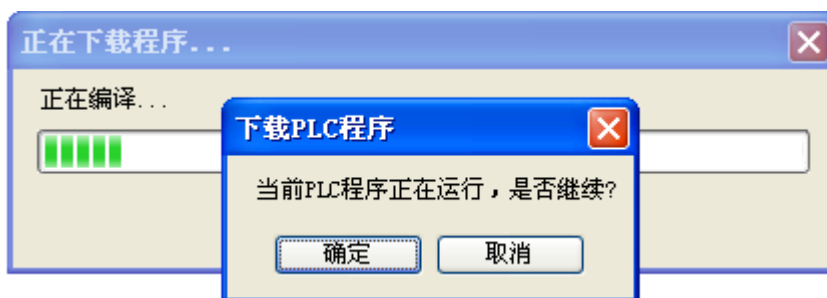 正在下载程序...
正在编译...
下载PLC程序
当前PLC程序正在运行，是否继续?
确定
取消